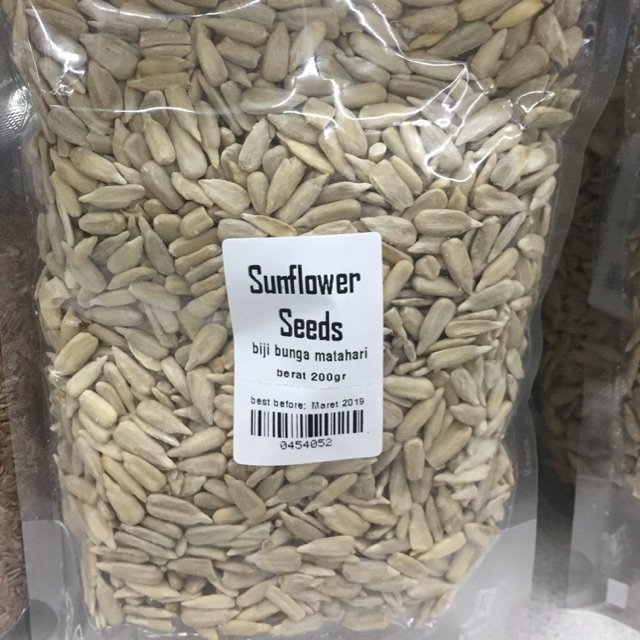 Sunflower
Seeds
biji bunga matahari
berat 200gr
best before: Maret 2019
0454052